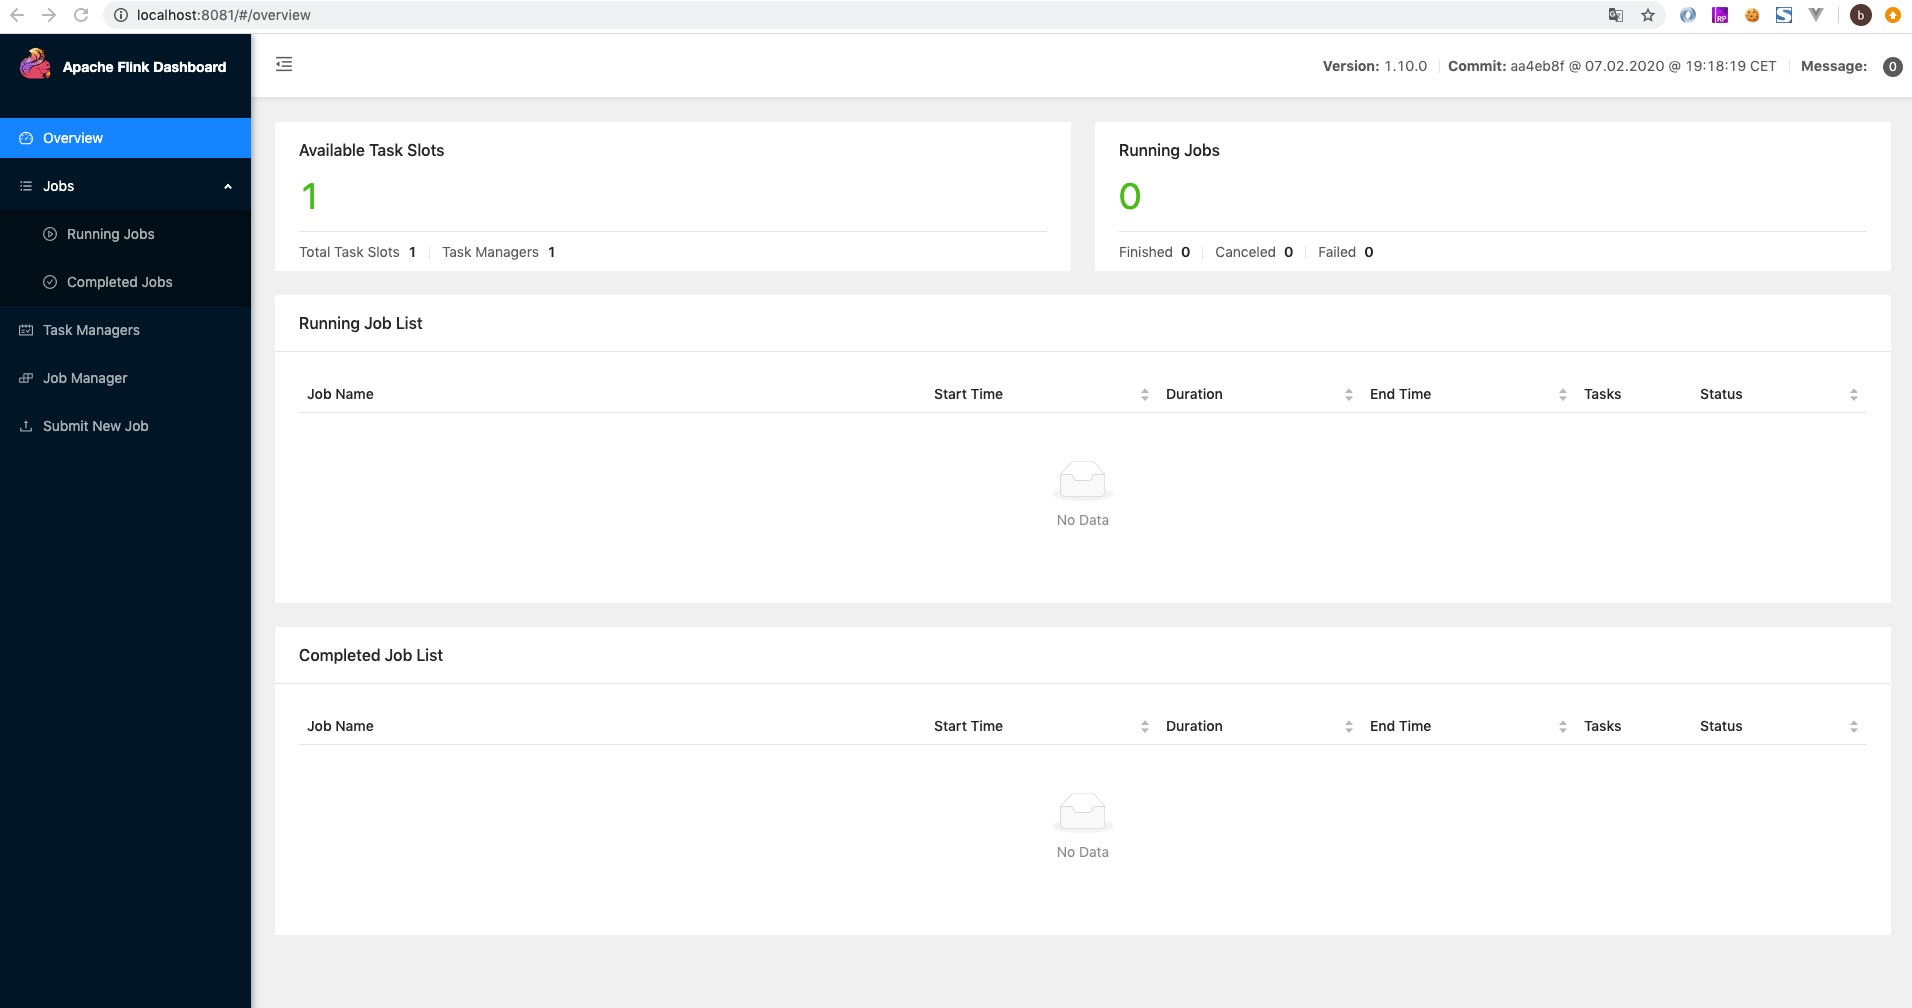 localhost:8081/#/overview
b
Apache Flink Dashboard
Version: 1.10.0 Commit: aa4eb8f @ 07.02.2020 @ 19:18:19 CET Message: 0
Overview
Jobs
Running Jobs
Completed Jobs
Task Managers
Job Manager
Submit New Job
Available Task Slots
1
Total Task Slots 1 Task Managers 1
Running Jobs
0
Finished 0 Canceled 0 Failed 0
Running Job List
Job Name Start Time Duration End Time Tasks Status
No Data
Completed Job List
Job Name Start Time Duration End Time Tasks Status
No Data